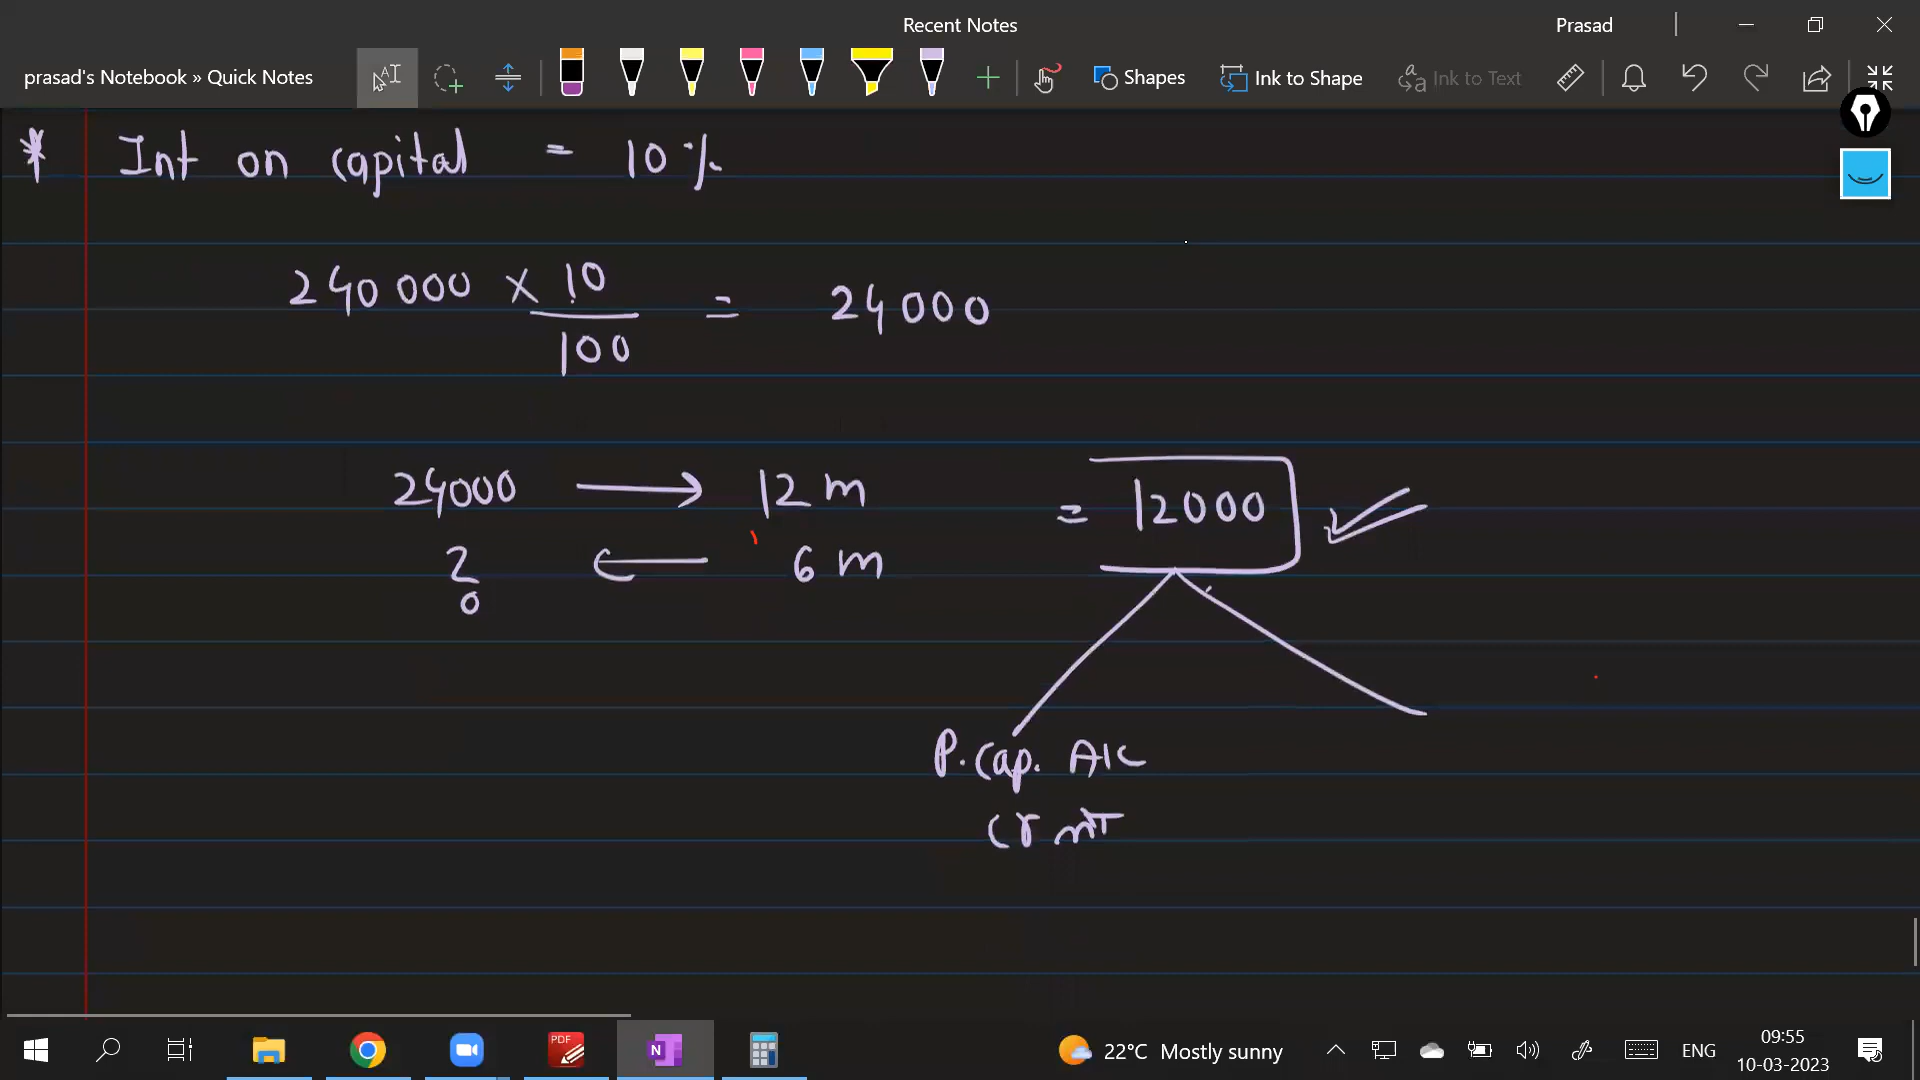 Recent Notes
Prasad
prasad's Notebook » Quick Notes
Shapes
Ink to Shape
Ink to Text
* Int on capital = 10 %
240000 × 10 = 24000
100
24000 → 12 m = 12000
? ← 6 m
P. Cap. A/C
Cr
PDF
N
22°C Mostly sunny
ENG
09:55
10-03-2023